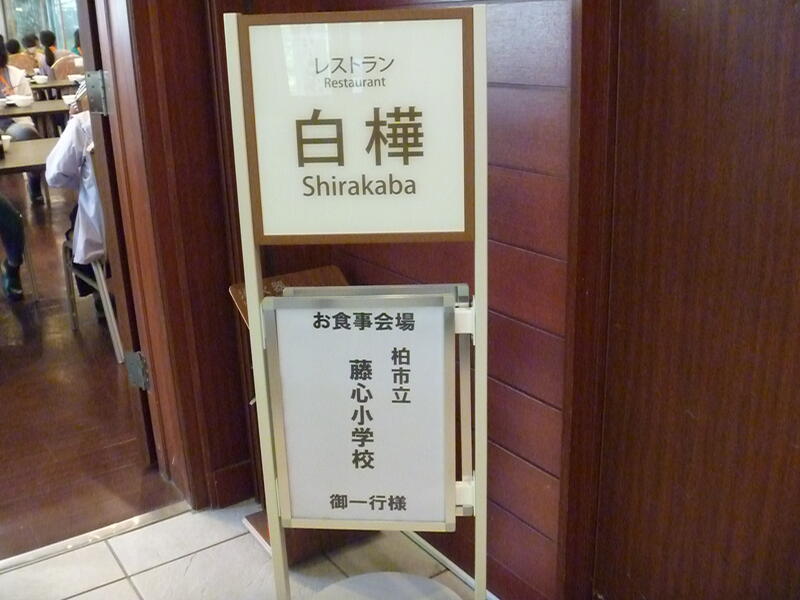 レストラン
Restaurant
白樺
Shirakaba
お食事会場
柏市立
藤心小学校
御一行様